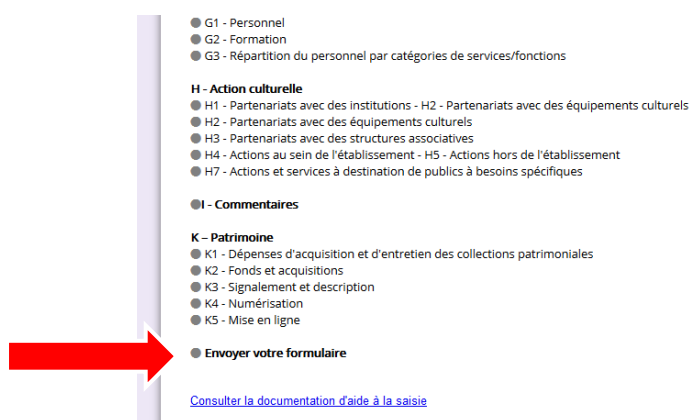 G1 - Personnel
G2 - Formation
G3 - Répartition du personnel par catégories de services/fonctions
H - Action culturelle
H1 - Partenariats avec des institutions - H2 - Partenariats avec des équipements culturels
H2 - Partenariats avec des équipements culturels
H3 - Partenariats avec des structures associatives
H4 - Actions au sein de l'établissement - H5 - Actions hors de l'établissement
H7 - Actions et services à destination de publics à besoins spécifiques
I - Commentaires
K – Patrimoine
K1 - Dépenses d'acquisition et d'entretien des collections patrimoniales
K2 - Fonds et acquisitions
K3 - Signalement et description
K4 - Numérisation
K5 - Mise en ligne
Envoyer votre formulaire
Consulter la documentation d'aide à la saisie